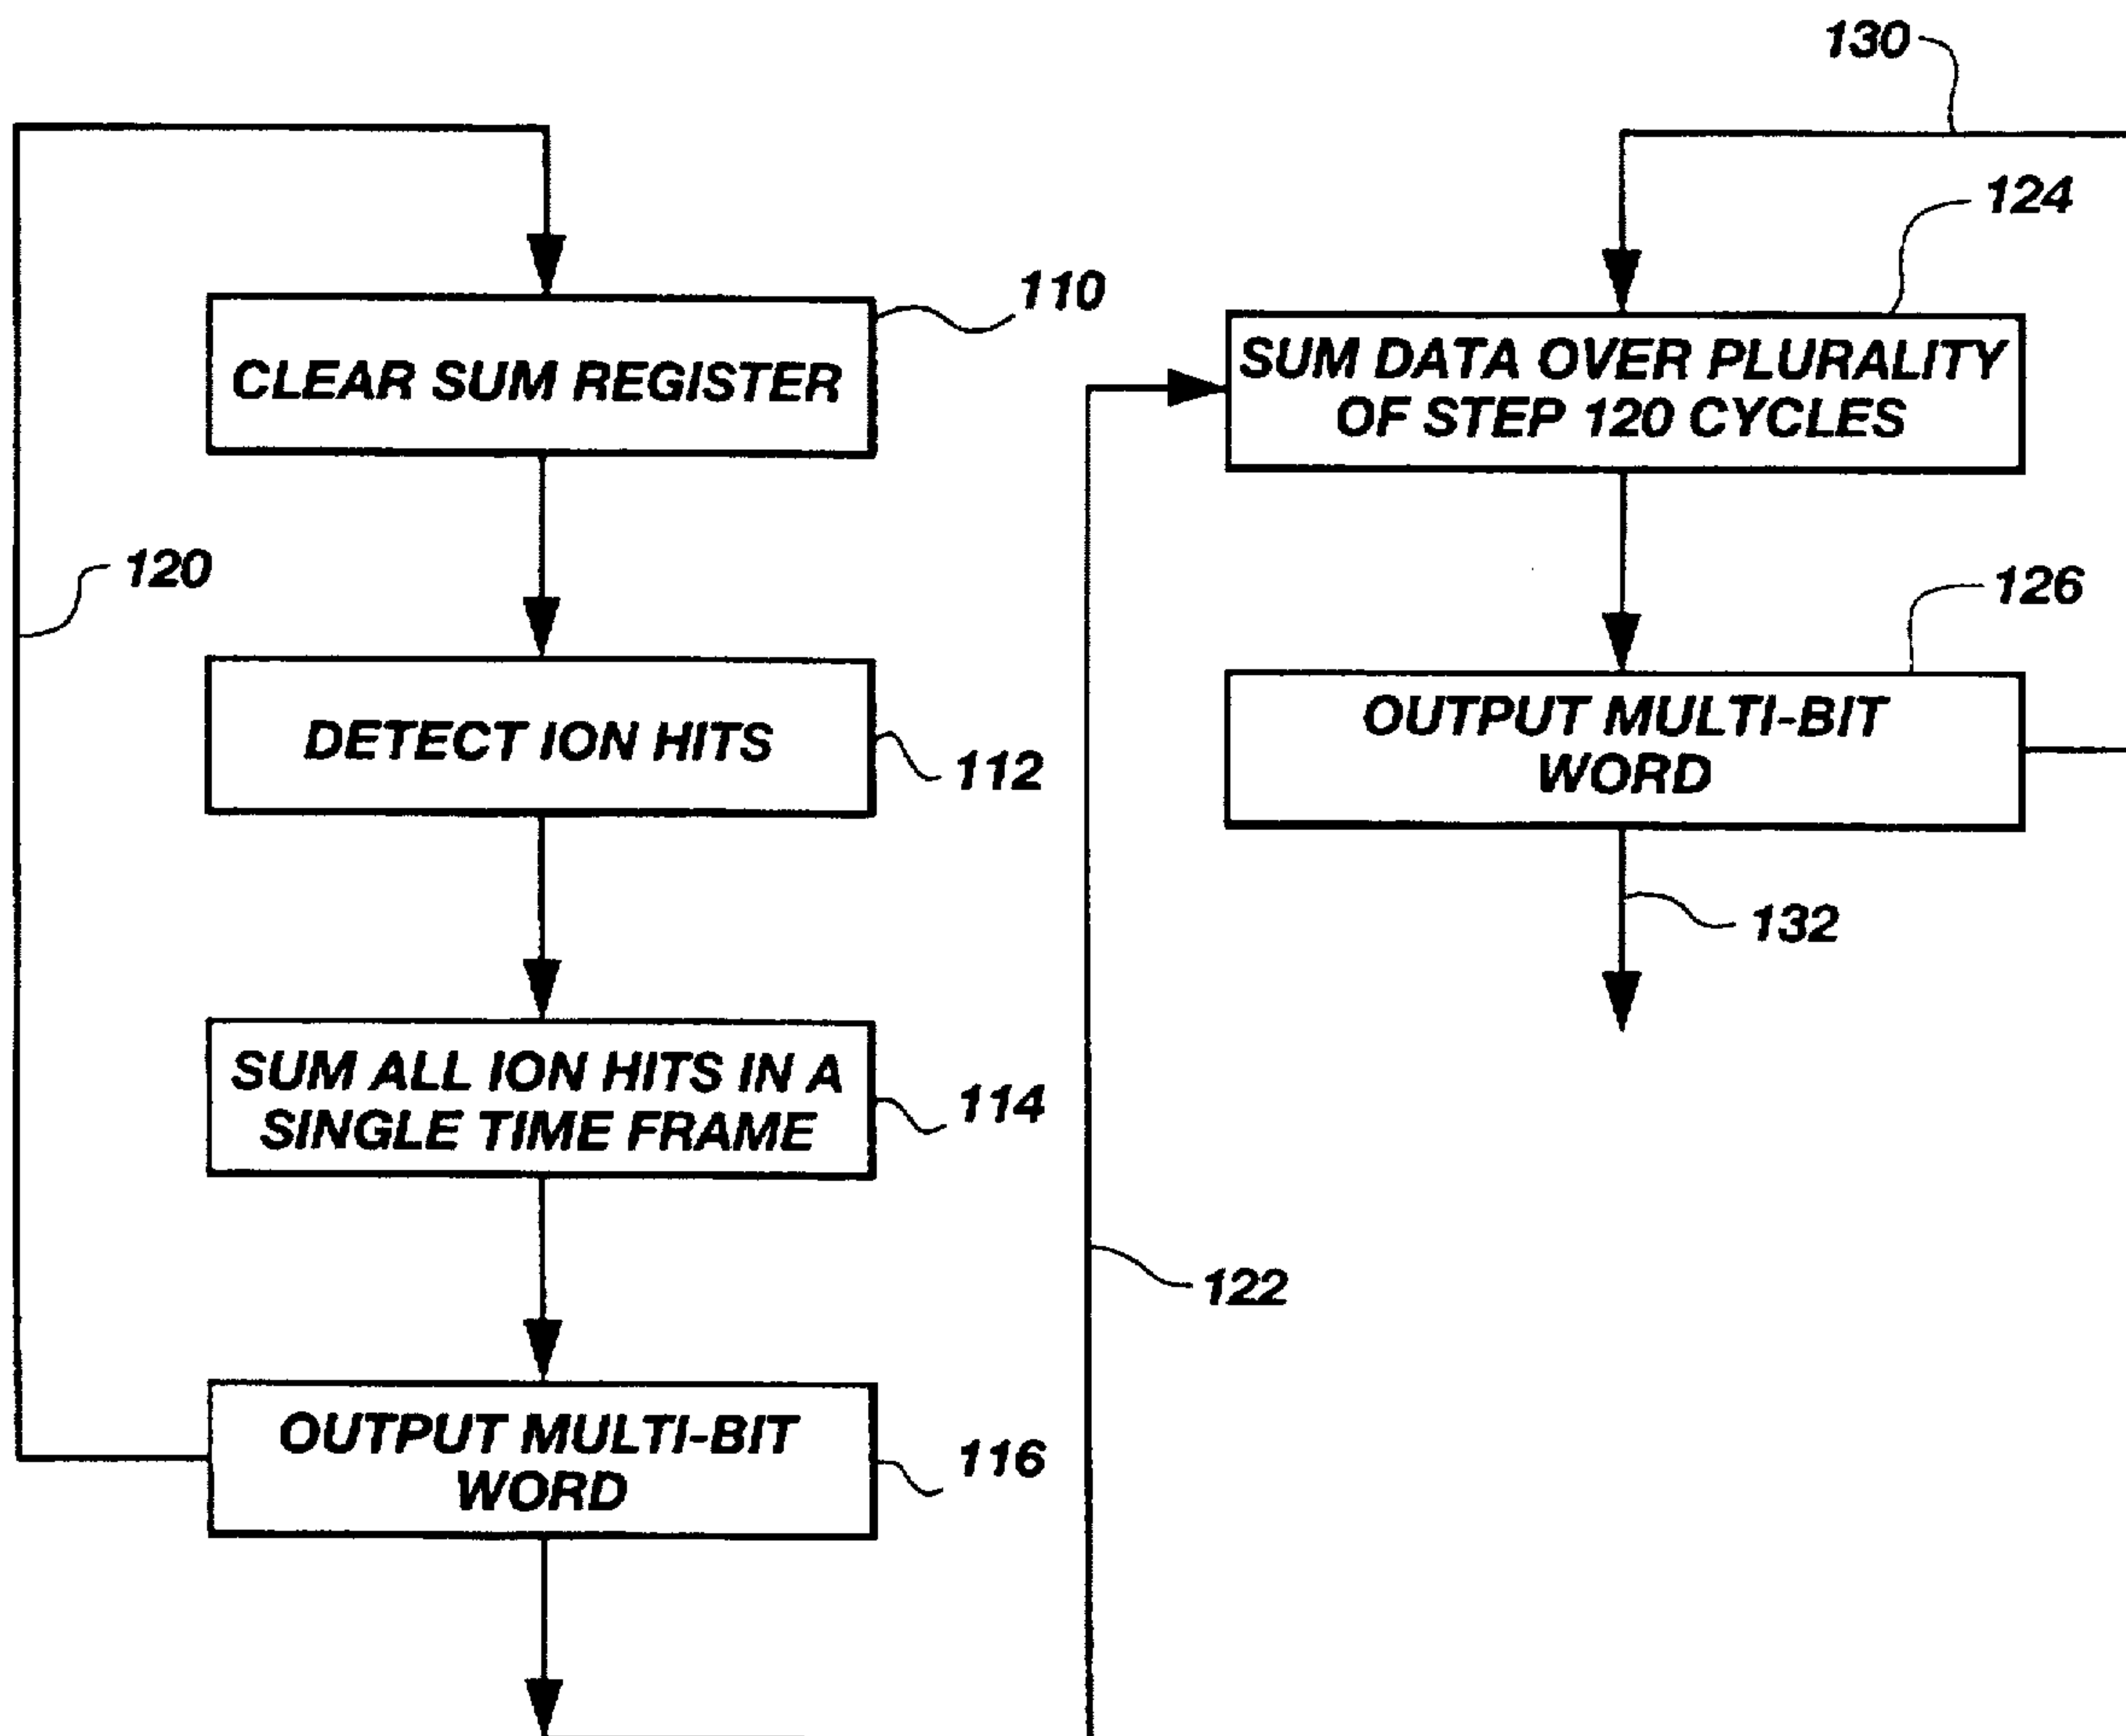 130
124
110
CLEAR SUM REGISTER
SUM DATA OVER PLURALITY
OF STEP 120 CYCLES
120
126
DETECT ION HITS
112
OUTPUT MULTI-BIT
WORD
132
SUM ALL ION HITS IN A
SINGLE TIME FRAME
114
122
OUTPUT MULTI-BIT
WORD
116